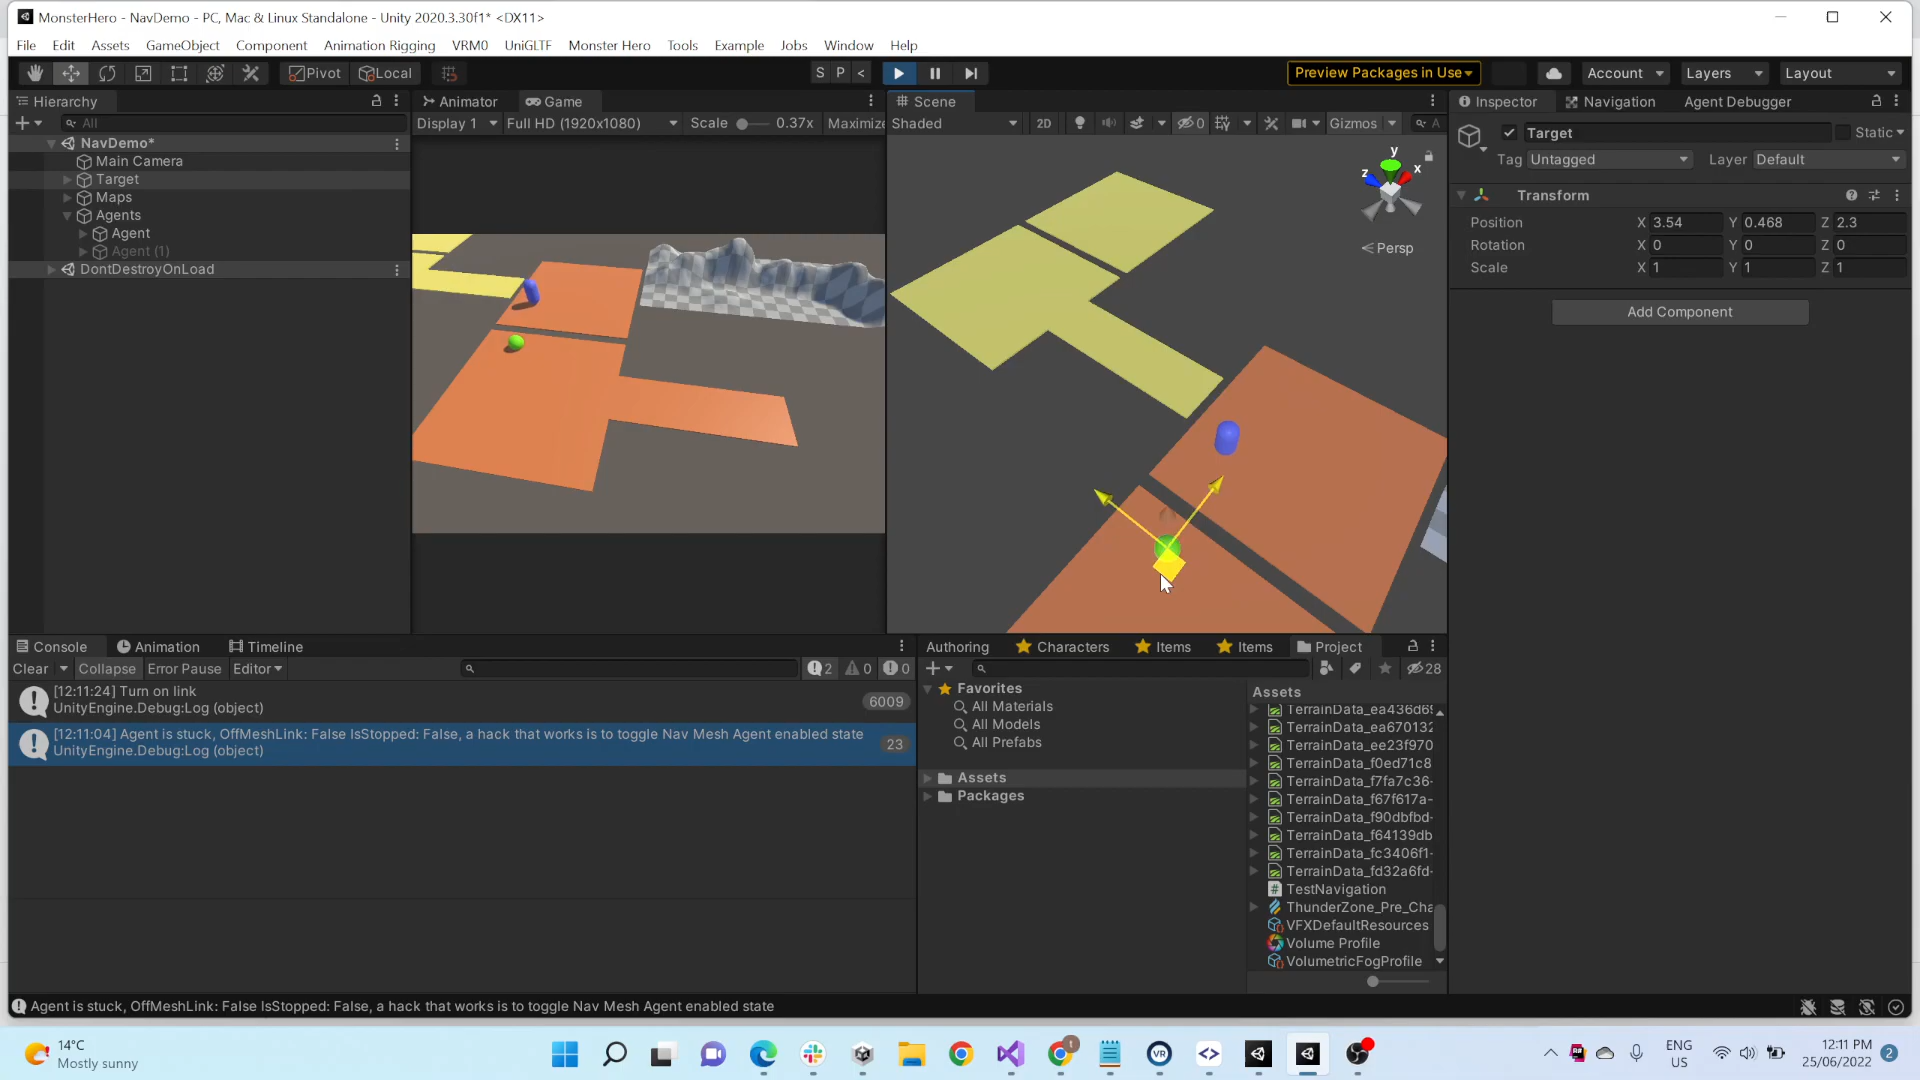 MonsterHero - NavDemo - PC, Mac & Linux Standalone - Unity 2020.3.30f1* <DX11>
File Edit Assets GameObject Component Animation Rigging VRM0 UniGLTF Monster Hero Tools Example Jobs Window Help
Pivot Local S P < Preview Packages in Use Account Layers Layout
Hierarchy Animator Game Scene Inspector Navigation Agent Debugger
All Display 1 Full HD (1920x1080) Scale 0.37x Maximize Shaded 2D 0 Gizmos A
NavDemo*
Main Camera
Target
Maps
Agents
Agent
Agent (1)
DontDestroyOnLoad
y
x
z
Persp
Target Static
Tag Untagged Layer Default
Transform
Position X 3.54 Y 0.468 Z 2.3
Rotation X 0 Y 0 Z 0
Scale X 1 Y 1 Z 1
Add Component
Console Animation Timeline
Clear Collapse Error Pause Editor 2 0 0
[12:11:24] Turn on link
UnityEngine.Debug:Log (object)
6009
[12:11:04] Agent is stuck, OffMeshLink: False IsStopped: False, a hack that works is to toggle Nav Mesh Agent enabled state
UnityEngine.Debug:Log (object)
23
Authoring Characters Items Items Project
28
Favorites
All Materials
All Models
All Prefabs
Assets
Packages
Assets
TerrainData_ea436d6
TerrainData_ea670132
TerrainData_ee23f970
TerrainData_f0ed71c8
TerrainData_f7fa7c36-
TerrainData_f67f617a-
TerrainData_f90dbfbd-
TerrainData_f64139db
TerrainData_fc3406f1-
TerrainData_fd32a6fd-
TestNavigation
ThunderZone_Pre_Cha
VFXDefaultResources
Volume Profile
VolumetricFogProfile
Agent is stuck, OffMeshLink: False IsStopped: False, a hack that works is to toggle Nav Mesh Agent enabled state
14°C
Mostly sunny
ENG
US
12:11 PM
25/06/2022
2